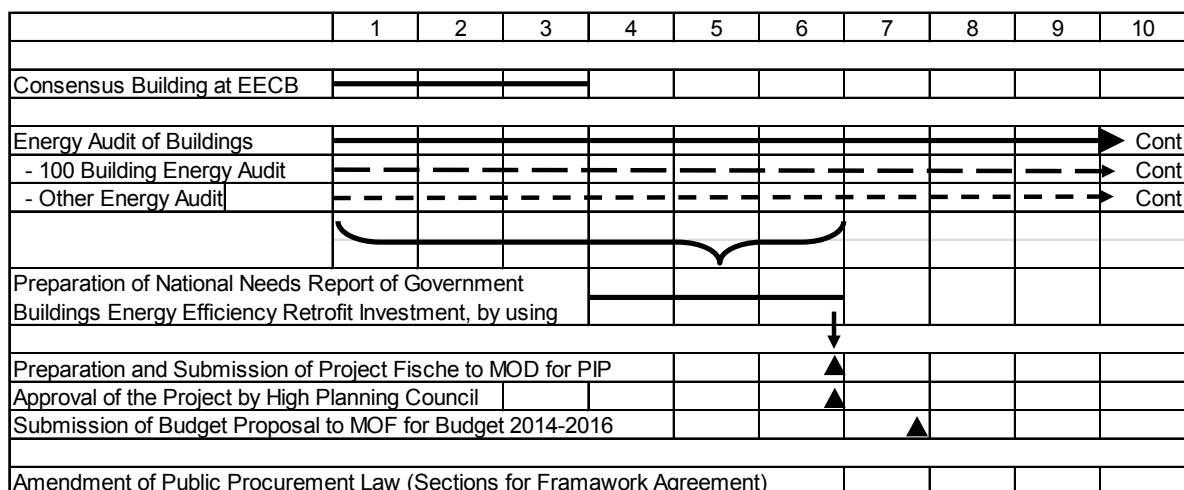 1 2 3 4 5 6 7 8 9 10
Consensus Building at EECB
Energy Audit of Buildings Cont
- 100 Building Energy Audit Cont
- Other Energy Audit Cont
Preparation of National Needs Report of Government
Buildings Energy Efficiency Retrofit Investment, by using
Preparation and Submission of Project Fische to MOD for PIP
Approval of the Project by High Planning Council
Submission of Budget Proposal to MOF for Budget 2014-2016
Amendment of Public Procurement Law (Sections for Framawork Agreement)